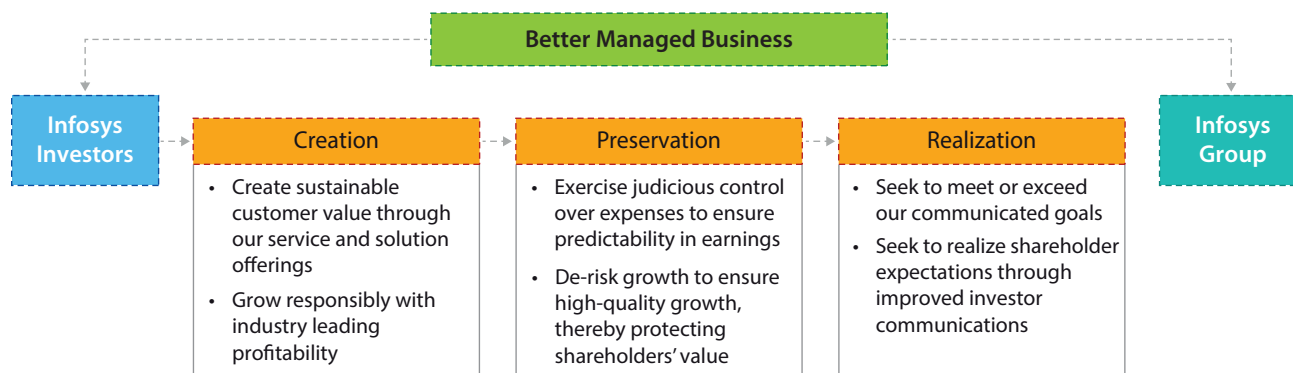 Better Managed Business
Infosys
Investors
Infosys
Group
Creation
• Create sustainable
customer value through
our service and solution
offerings
• Grow responsibly with
industry leading
profitability
Preservation
• Exercise judicious control
over expenses to ensure
predictability in earnings
• De-risk growth to ensure
high-quality growth,
thereby protecting
shareholders’ value
Realization
• Seek to meet or exceed
our communicated goals
• Seek to realize shareholder
expectations through
improved investor
communications